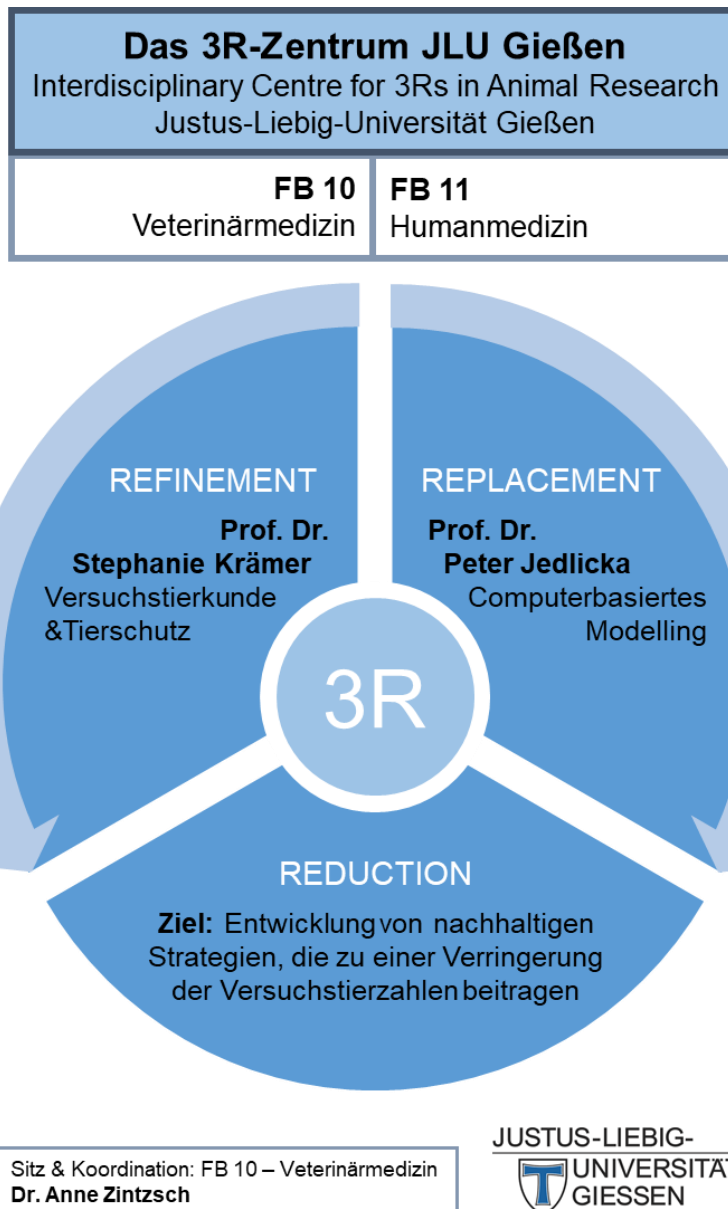 Das 3R-Zentrum JLU Gießen
Interdisciplinary Centre for 3Rs in Animal Research
Justus-Liebig-Universität Gießen
FB 10
Veterinärmedizin
FB 11
Humanmedizin
REFINEMENT
Prof. Dr.
Stephanie Krämer
Versuchstierkunde
&Tierschutz
REPLACEMENT
Prof. Dr.
Peter Jedlicka
Computerbasiertes
Modelling
3R
REDUCTION
Ziel: Entwicklung von nachhaltigen
Strategien, die zu einer Verringerung
der Versuchstierzahlen beitragen
Sitz & Koordination: FB 10 – Veterinärmedizin
Dr. Anne Zintzsch
JUSTUS-LIEBIG-
UNIVERSITÄT
GIESSEN